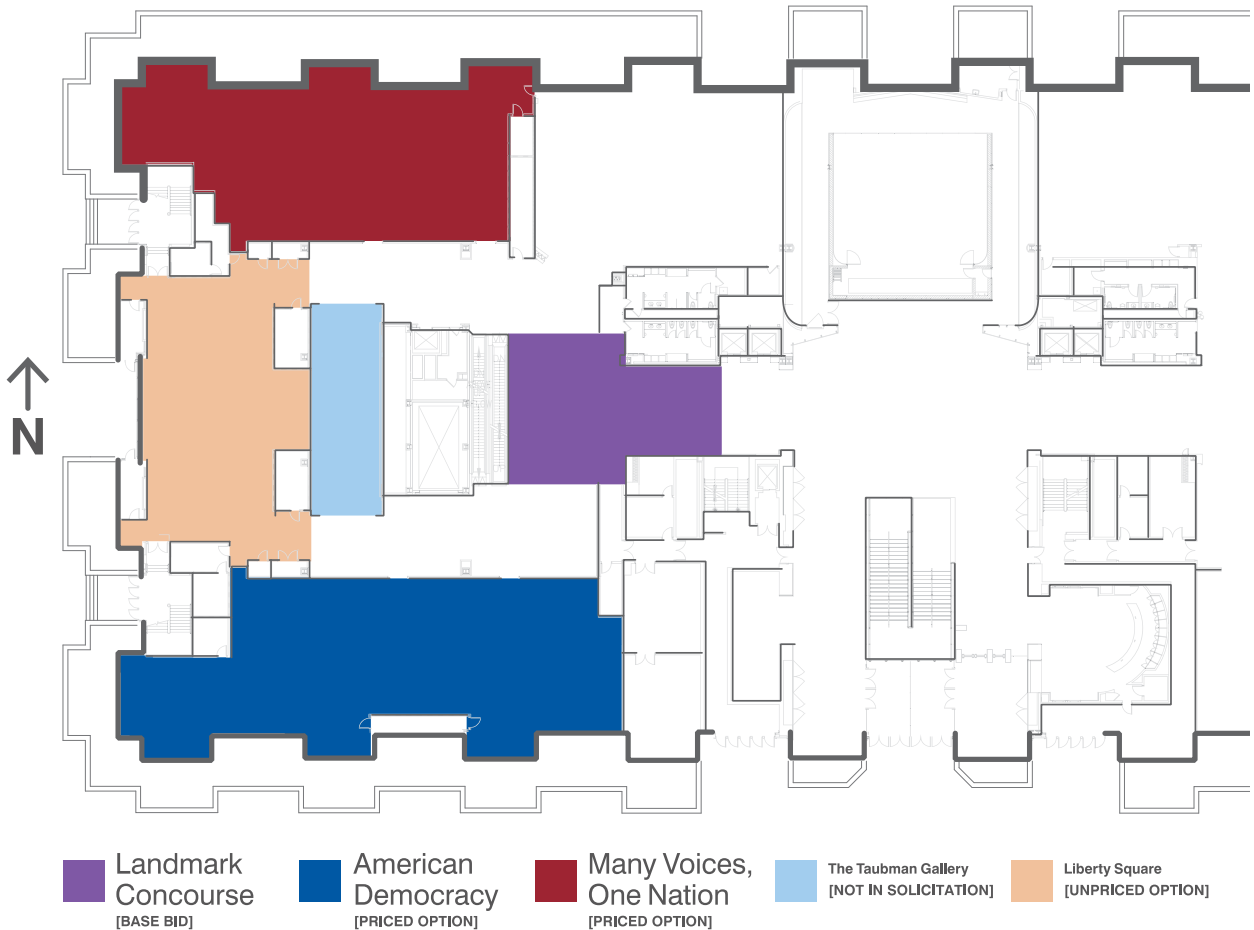 N
Landmark
Concourse
[BASE BID]
American
Democracy
[PRICED OPTION]
Many Voices,
One Nation
[PRICED OPTION]
The Taubman Gallery
[NOT IN SOLICITATION]
Liberty Square
[UNPRICED OPTION]